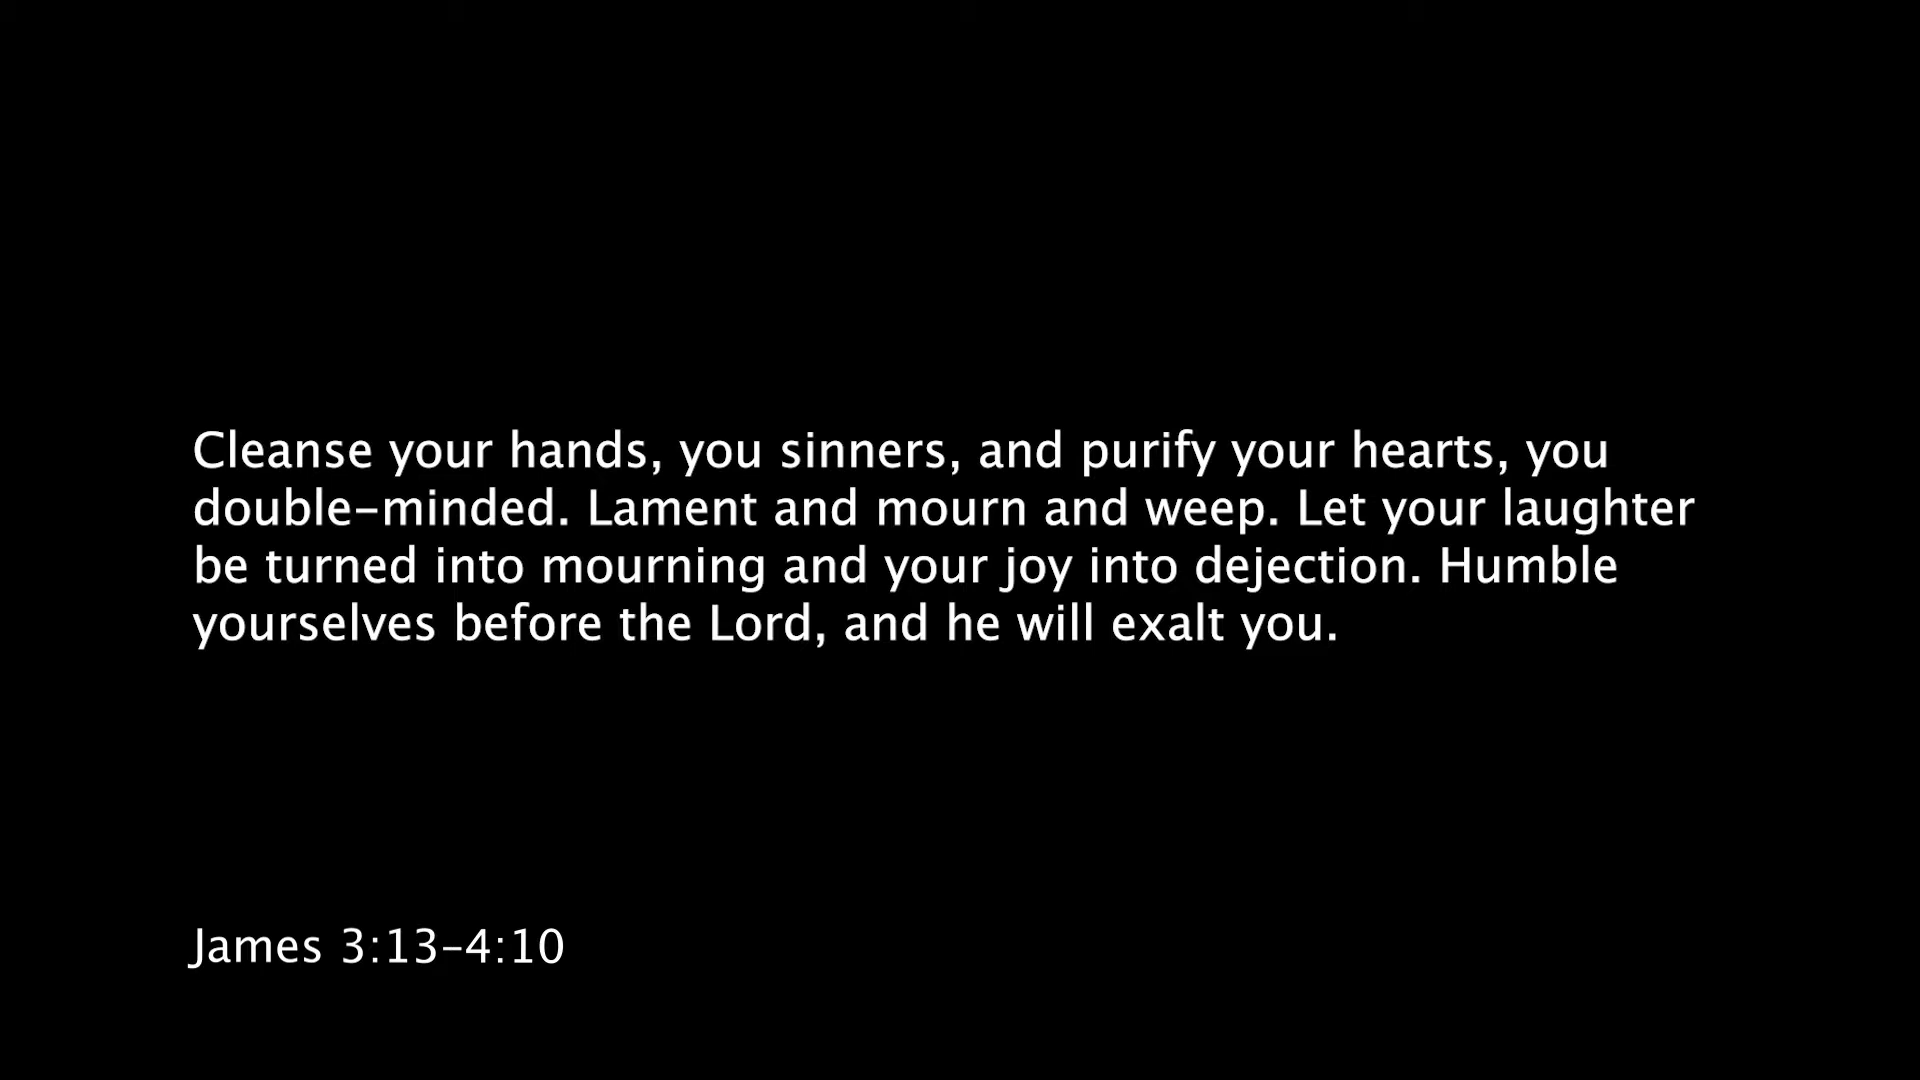 Cleanse your hands, you sinners, and purify your hearts, you
double-minded. Lament and mourn and weep. Let your laughter
be turned into mourning and your joy into dejection. Humble
yourselves before the Lord, and he will exalt you.
James 3:13-4:10